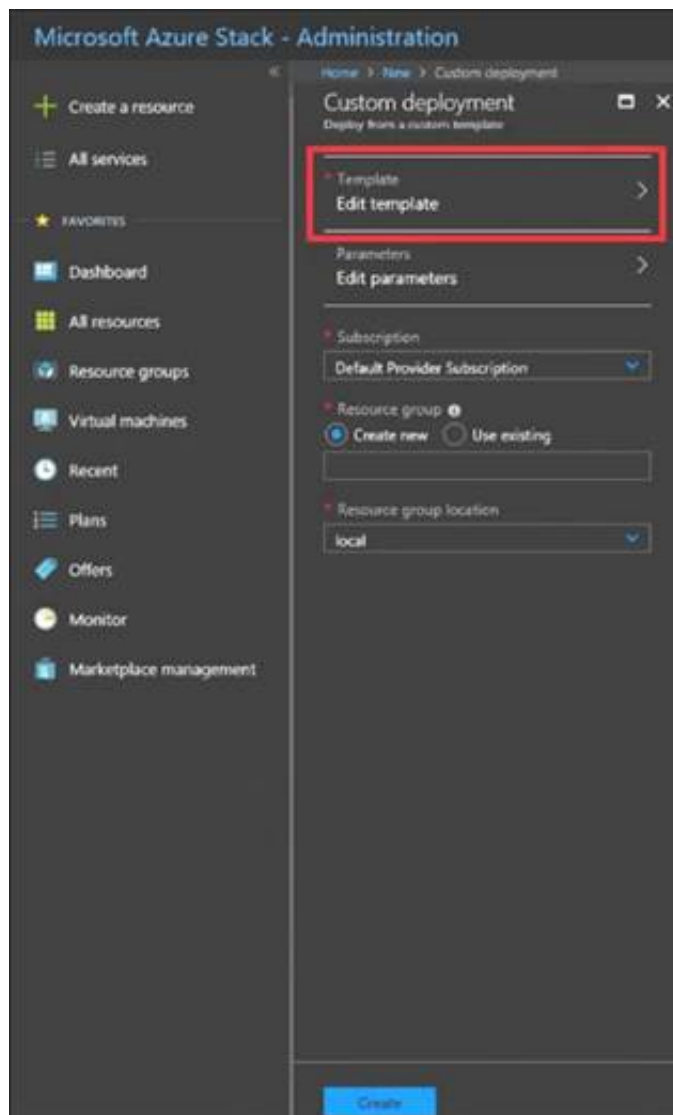 Microsoft Azure Stack - Administration
«
Home > New > Custom deployment
Create a resource
All services
FAVORITES
Dashboard
All resources
Resource groups
Virtual machines
Recent
Plans
Offers
Monitor
Marketplace management
Custom deployment
Deploy from a custom template
* Template
Edit template
Parameters
Edit parameters
* Subscription
Default Provider Subscription
* Resource group
Create new Use existing
* Resource group location
local
Create